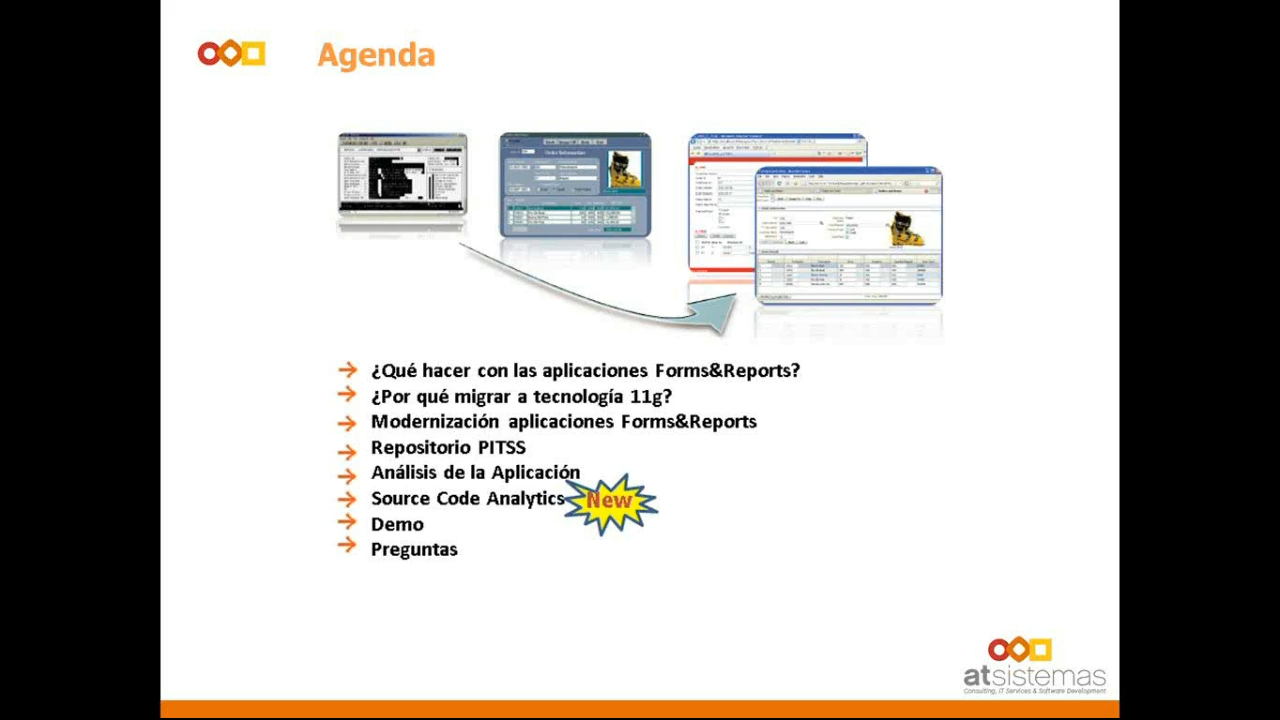 Agenda
¿Qué hacer con las aplicaciones Forms&Reports?
¿Por qué migrar a tecnología 11g?
Modernización aplicaciones Forms&Reports
Repositorio PITSS
Análisis de la Aplicación
Source Code Analytics New
Demo
Preguntas
atsistemas
Consulting, IT Services & Software Development